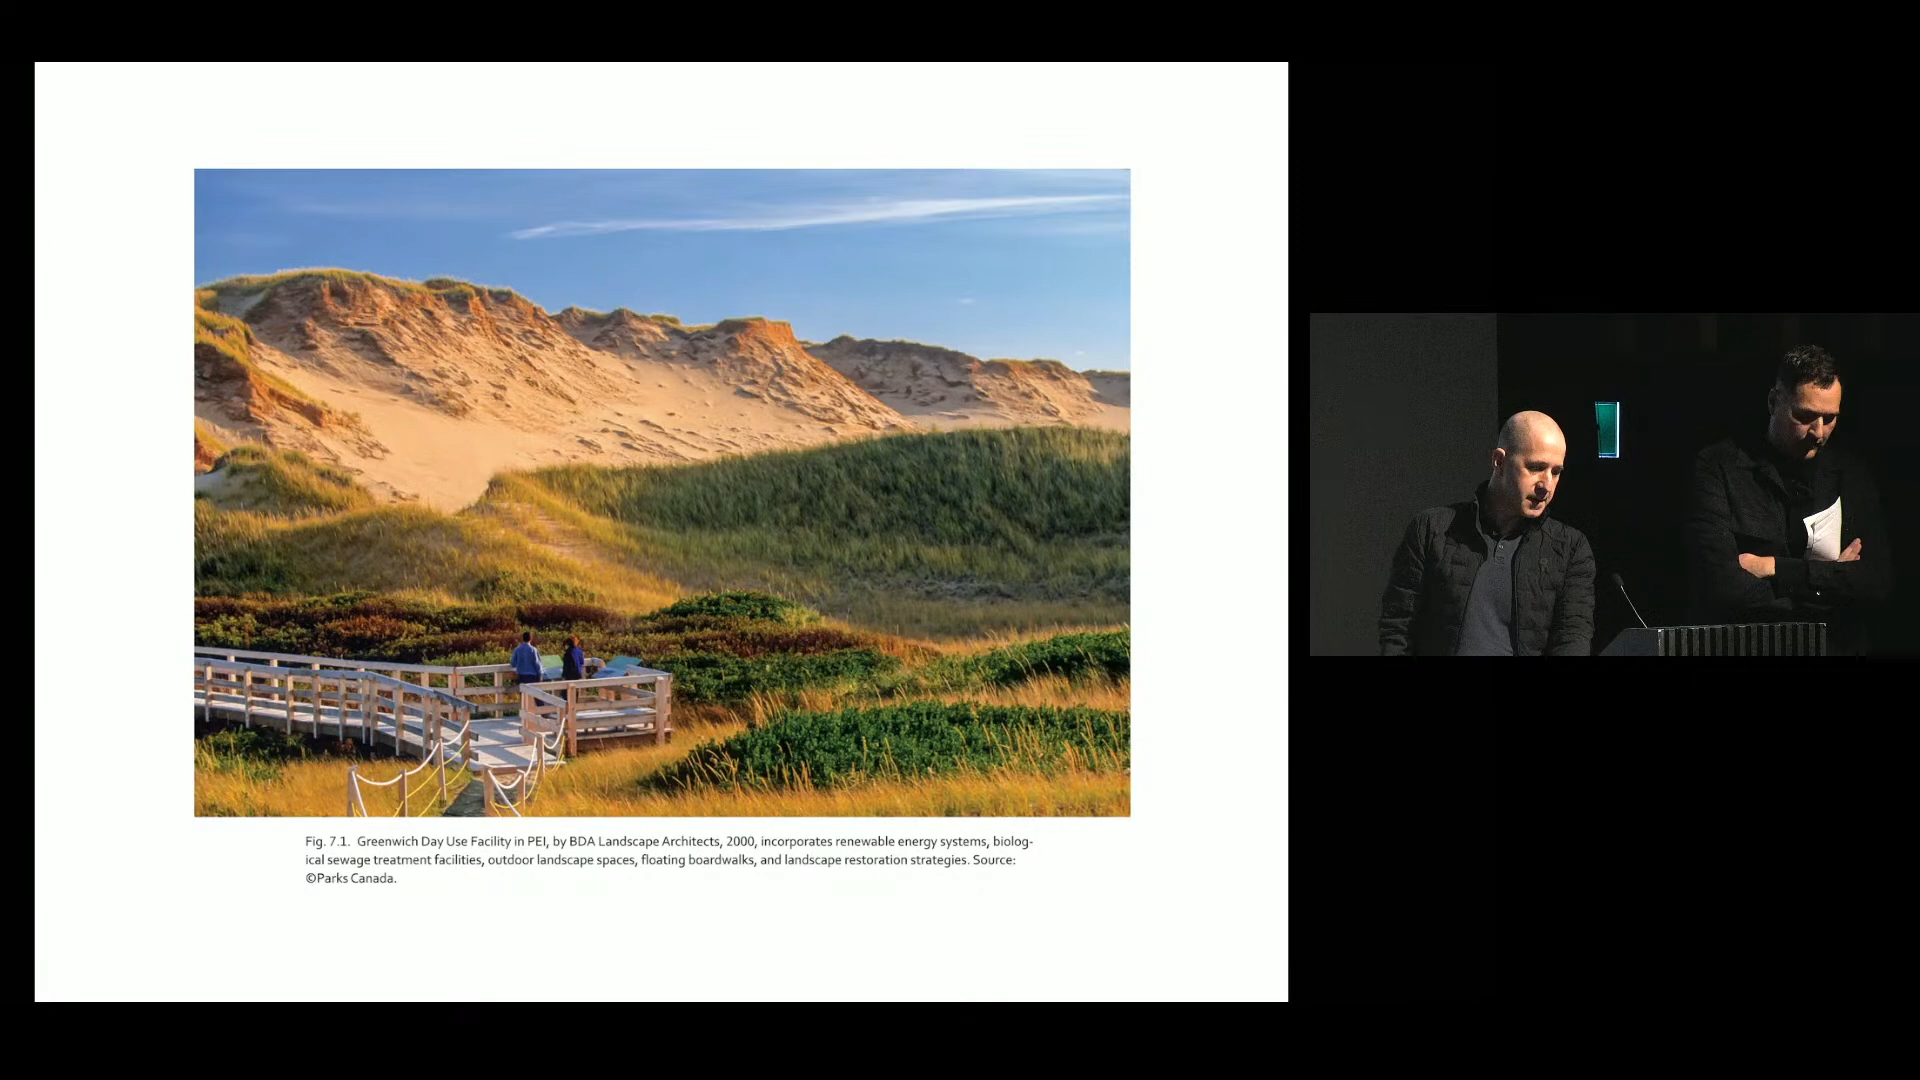 Fig. 7.1. Greenwich Day Use Facility in PEI, by BDA Landscape Architects, 2000, incorporates renewable energy systems, biolog-
ical sewage treatment facilities, outdoor landscape spaces, floating boardwalks, and landscape restoration strategies. Source:
©Parks Canada.